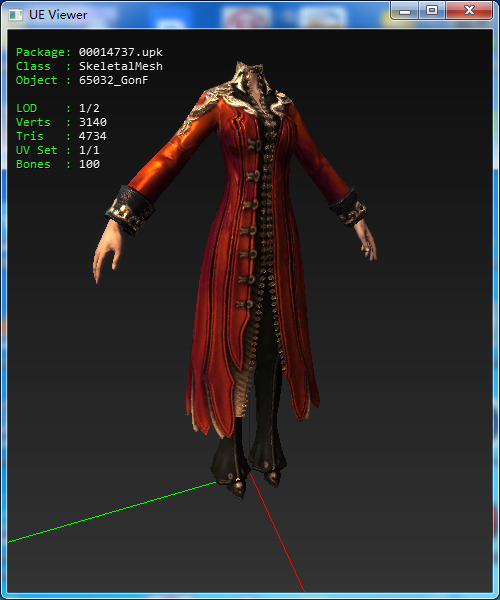 UE Viewer
Package: 00014737.upk
Class : SkeletalMesh
Object : 65032_GonF
LOD : 1/2
Verts : 3140
Tris : 4734
UV Set : 1/1
Bones : 100